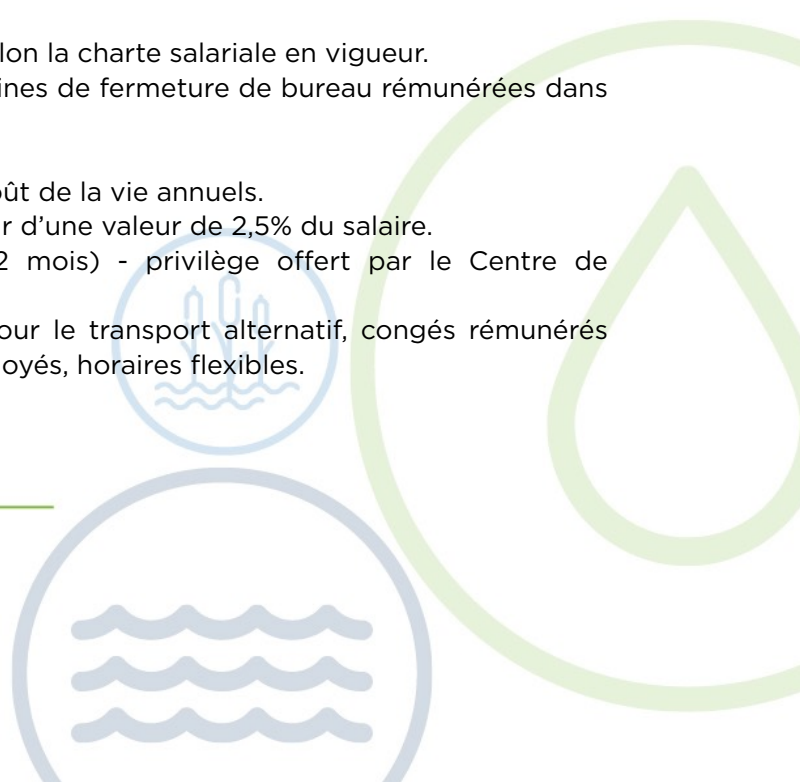 lon la charte salariale en vigueur.
ines de fermeture de bureau rémunérées dans
oût de la vie annuels.
r d’une valeur de 2,5% du salaire.
2 mois) - privilège offert par le Centre de
our le transport alternatif, congés rémunérés
oyés, horaires flexibles.